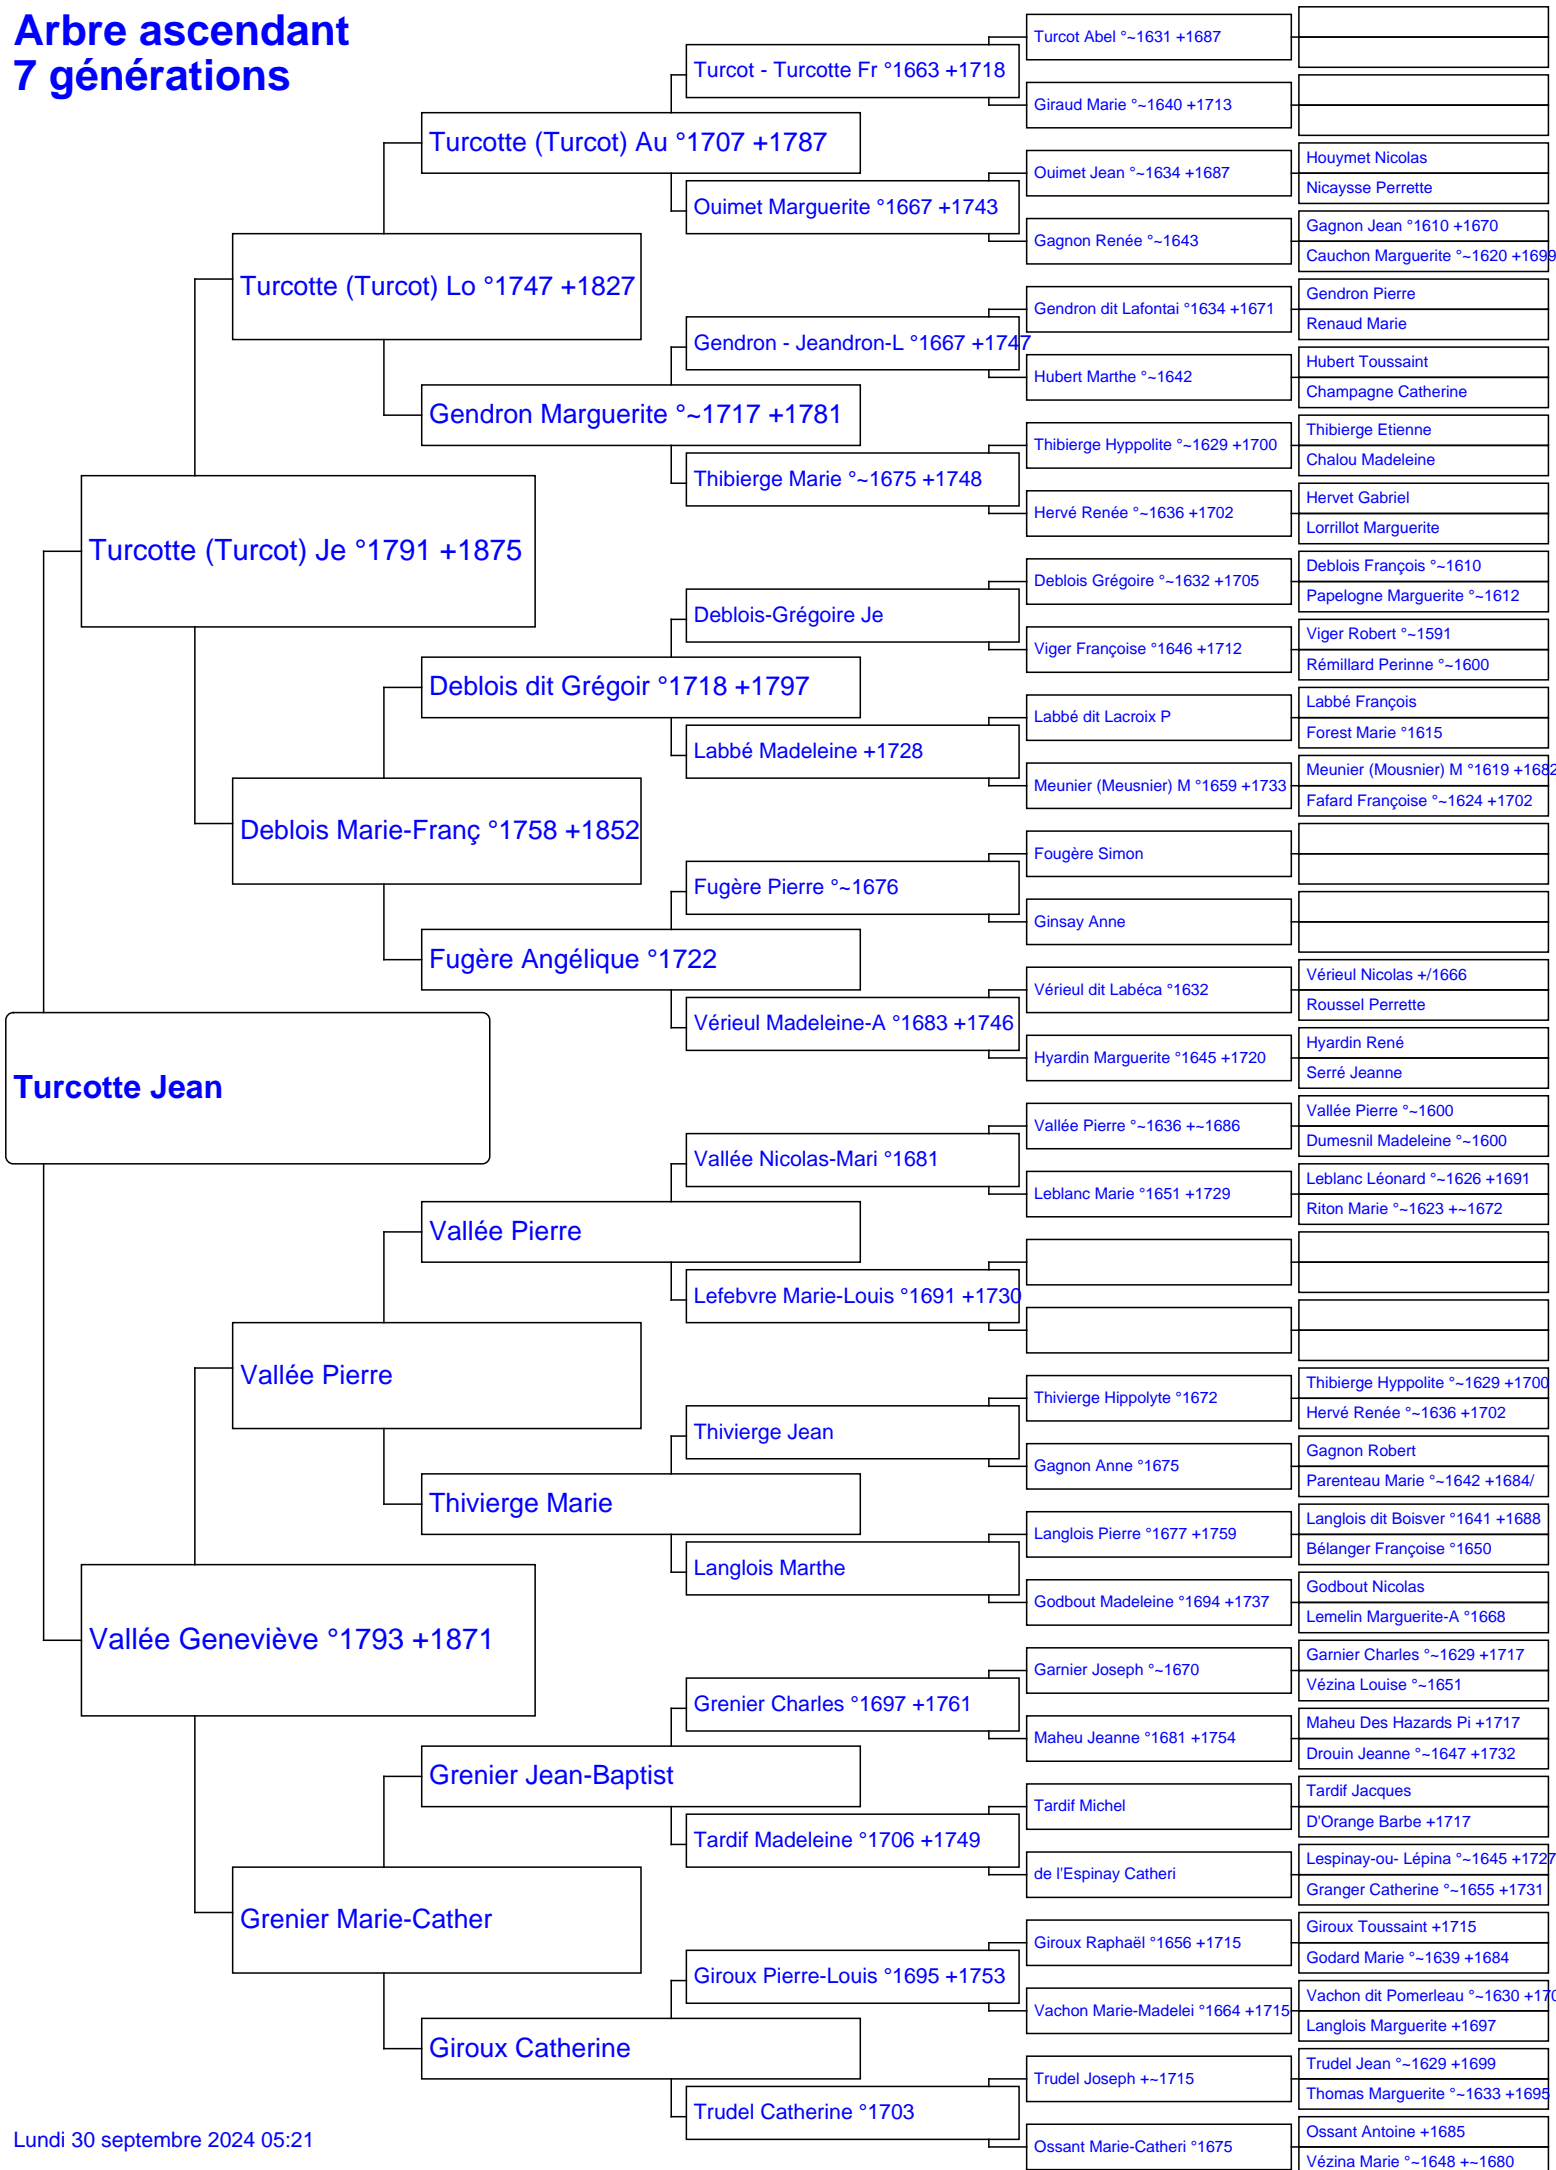 Arbre ascendant
7 générations
Turcotte Jean
Turcotte (Turcot) Je °1791 +1875
Vallée Geneviève °1793 +1871
Turcotte (Turcot) Lo °1747 +1827
Deblois Marie-Franç °1758 +1852
Vallée Pierre
Grenier Marie-Cather
Turcotte (Turcot) Au °1707 +1787
Gendron Marguerite °~1717 +1781
Deblois dit Grégoir °1718 +1797
Fugère Angélique °1722
Vallée Pierre
Thivierge Marie
Grenier Jean-Baptist
Giroux Catherine
Turcot - Turcotte Fr °1663 +1718
Ouimet Marguerite °1667 +1743
Gendron - Jeandron-L °1667 +1747
Thibierge Marie °~1675 +1748
Deblois-Grégoire Je
Labbé Madeleine +1728
Fugère Pierre °~1676
Vérieul Madeleine-A °1683 +1746
Vallée Nicolas-Mari °1681
Lefebvre Marie-Louis °1691 +1730
Thivierge Jean
Langlois Marthe
Grenier Charles °1697 +1761
Tardif Madeleine °1706 +1749
Giroux Pierre-Louis °1695 +1753
Trudel Catherine °1703
Turcot Abel °~1631 +1687
Giraud Marie °~1640 +1713
Ouimet Jean °~1634 +1687
Gagnon Renée °~1643
Gendron dit Lafontai °1634 +1671
Hubert Marthe °~1642
Thibierge Hyppolite °~1629 +1700
Hervé Renée °~1636 +1702
Deblois Grégoire °~1632 +1705
Viger Françoise °1646 +1712
Labbé dit Lacroix P
Meunier (Meusnier) M °1659 +1733
Fougère Simon
Ginsay Anne
Vérieul dit Labéca °1632
Hyardin Marguerite °1645 +1720
Vallée Pierre °~1636 +~1686
Leblanc Marie °1651 +1729
Thivierge Hippolyte °1672
Gagnon Anne °1675
Langlois Pierre °1677 +1759
Godbout Madeleine °1694 +1737
Garnier Joseph °~1670
Maheu Jeanne °1681 +1754
Tardif Michel
de l'Espinay Catheri
Giroux Raphaël °1656 +1715
Vachon Marie-Madelei °1664 +1715
Trudel Joseph +~1715
Ossant Marie-Catheri °1675
Houymet Nicolas
Nicaysse Perrette
Gagnon Jean °1610 +1670
Cauchon Marguerite °~1620 +1699
Gendron Pierre
Renaud Marie
Hubert Toussaint
Champagne Catherine
Thibierge Etienne
Chalou Madeleine
Hervet Gabriel
Lorrillot Marguerite
Deblois François °~1610
Papelogne Marguerite °~1612
Viger Robert °~1591
Rémillard Perinne °~1600
Labbé François
Forest Marie °1615
Meunier (Mousnier) M °1619 +1682
Fafard Françoise °~1624 +1702
Vérieul Nicolas +/1666
Roussel Perrette
Hyardin René
Serré Jeanne
Vallée Pierre °~1600
Dumesnil Madeleine °~1600
Leblanc Léonard °~1626 +1691
Riton Marie °~1623 +~1672
Thibierge Hyppolite °~1629 +1700
Hervé Renée °~1636 +1702
Gagnon Robert
Parenteau Marie °~1642 +1684/
Langlois dit Boisver °1641 +1688
Bélanger Françoise °1650
Godbout Nicolas
Lemelin Marguerite-A °1668
Garnier Charles °~1629 +1717
Vézina Louise °~1651
Maheu Des Hazards Pi +1717
Drouin Jeanne °~1647 +1732
Tardif Jacques
D'Orange Barbe +1717
Lespinay-ou- Lépina °~1645 +1727
Granger Catherine °~1655 +1731
Giroux Toussaint +1715
Godard Marie °~1639 +1684
Vachon dit Pomerleau °~1630
Langlois Marguerite +1697
Trudel Jean °~1629 +1699
Thomas Marguerite °~1633 +1695
Ossant Antoine +1685
Vézina Marie °~1648 +~1680
Lundi 30 septembre 2024 05:21